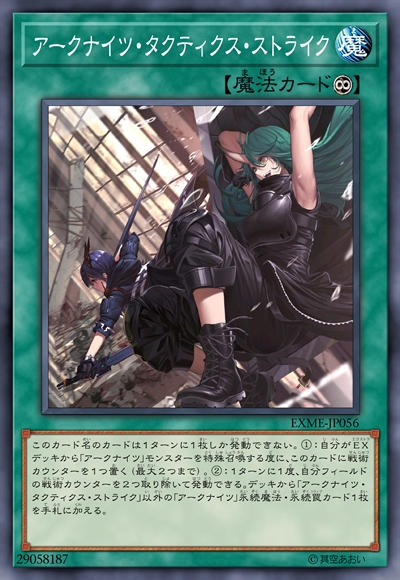 アークナイツ・タクティクス・ストライク 魔
【魔法カード】
EXME-JP056
このカード名のカードは1ターンに1枚しか発動できない。①:自分がEX
デッキから「アークナイツ」モンスターを特殊召喚する度に、このカードに戦術
カウンターを1つ置く(最大2つまで)。②:1ターンに1度、自分フィールド
の戦術カウンターを2つ取り除いて発動できる。デッキから「アークナイツ・
タクティクス・ストライク」以外の「アークナイツ」永続魔法・永続罠カード1枚
を手札に加える。
29058187
©其空あおい